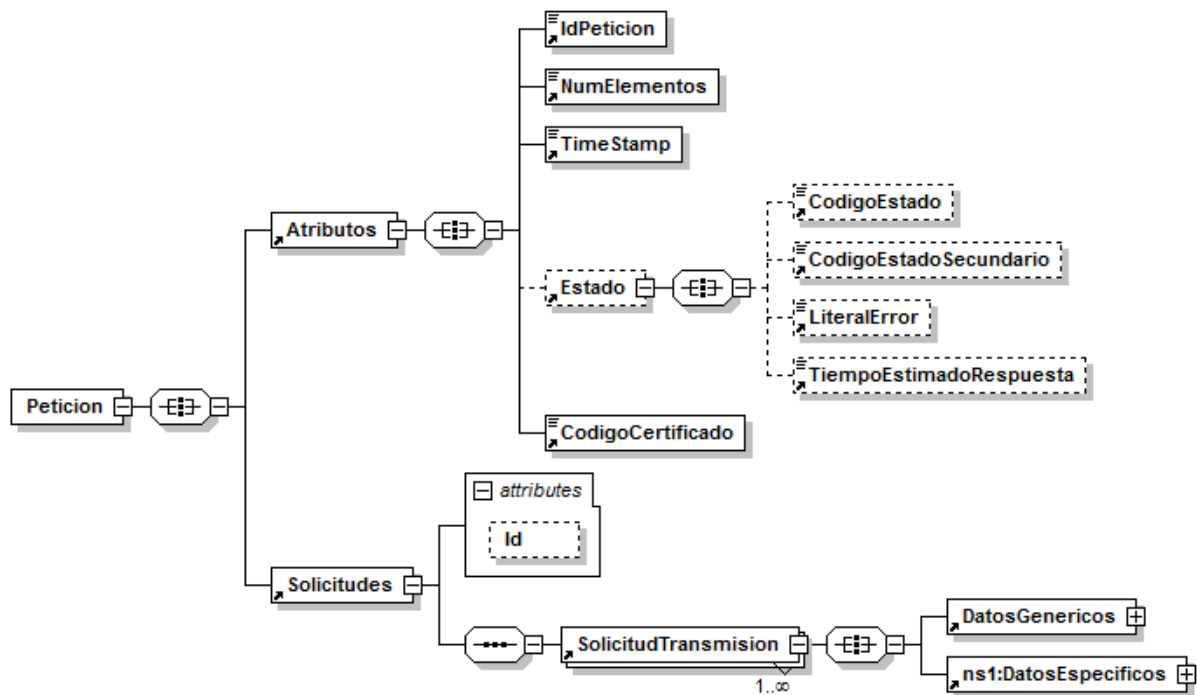 IdPeticion
NumElementos
TimeStamp
CodigoEstado
Atributos
CodigoEstadoSecundario
Estado
LiteralError
TiempoEstimadoRespuesta
Peticion
CodigoCertificado
attributes
Id
Solicitudes
DatosGenericos
SolicitudTransmision
1..∞
ns1:DatosEspecificos